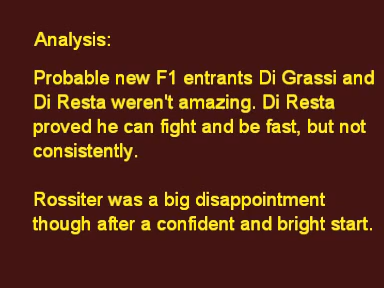 Analysis:
Probable new F1 entrants Di Grassi and
Di Resta weren't amazing. Di Resta
proved he can fight and be fast, but not
consistently.
Rossiter was a big disappointment
though after a confident and bright start.